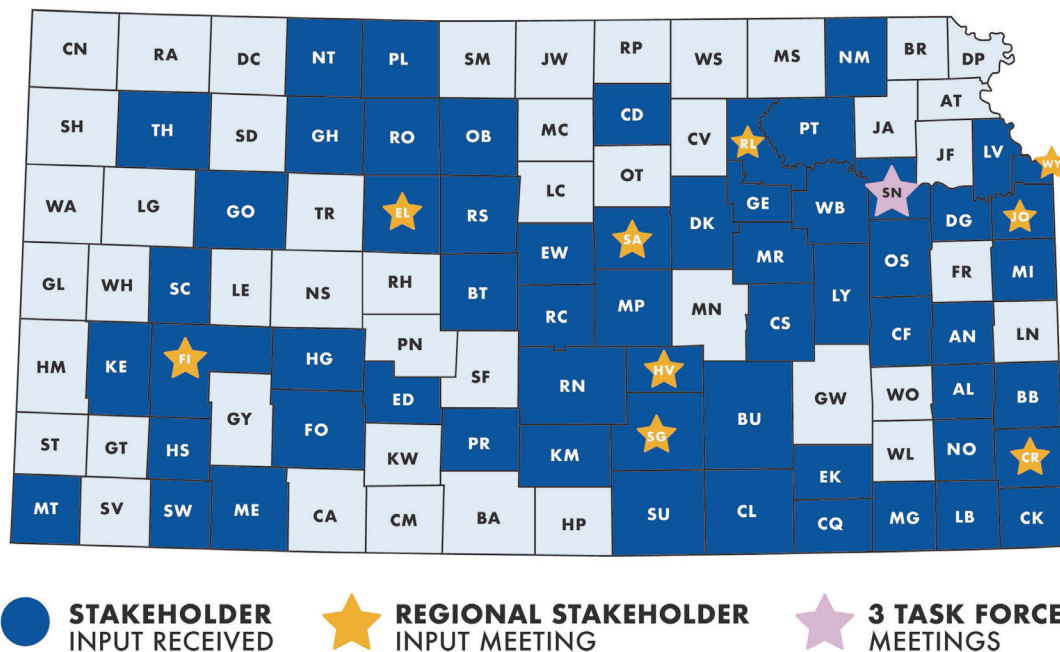 CN RA DC NT PL SM JW RP WS MS NM BR DP
SH TH SD GH RO OB MC CD CV RL PT JA AT
JF LV WY
WA LG GO TR EL RS LC OT DK GE WB SN DG JO
GL WH SC LE NS RH BT EW SA MR OS FR MI
RC MP MN CS LY
HM KE FI HG PN SF RN HV CF AN LN
ED BU GW WO AL BB
ST GT HS GY FO KW PR KM SG EK WL NO CR
MT SV SW ME CA CM BA HP SU CL CQ MG LB CK
STAKEHOLDER
INPUT RECEIVED
REGIONAL STAKEHOLDER
INPUT MEETING
3 TASK FORCE
MEETINGS